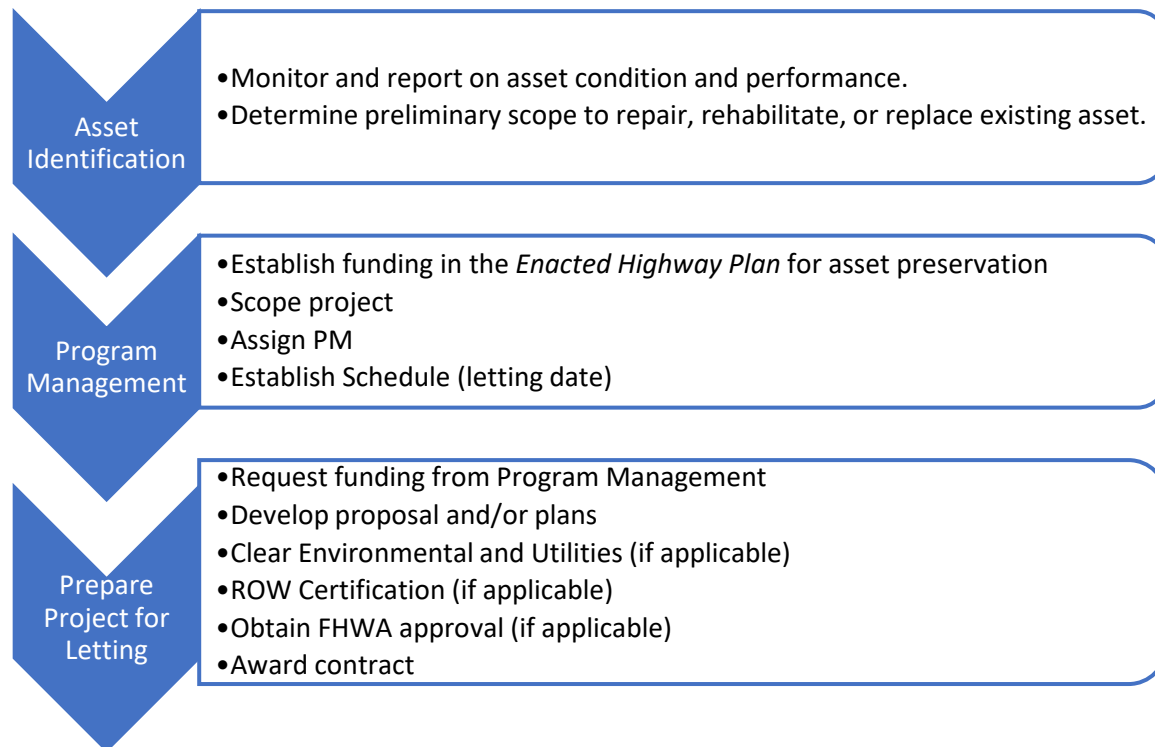 Asset
Identification
•Monitor and report on asset condition and performance.
•Determine preliminary scope to repair, rehabilitate, or replace existing asset.
Program
Management
•Establish funding in the Enacted Highway Plan for asset preservation
•Scope project
•Assign PM
•Establish Schedule (letting date)
Prepare
Project for
Letting
•Request funding from Program Management
•Develop proposal and/or plans
•Clear Environmental and Utilities (if applicable)
•ROW Certification (if applicable)
•Obtain FHWA approval (if applicable)
•Award contract